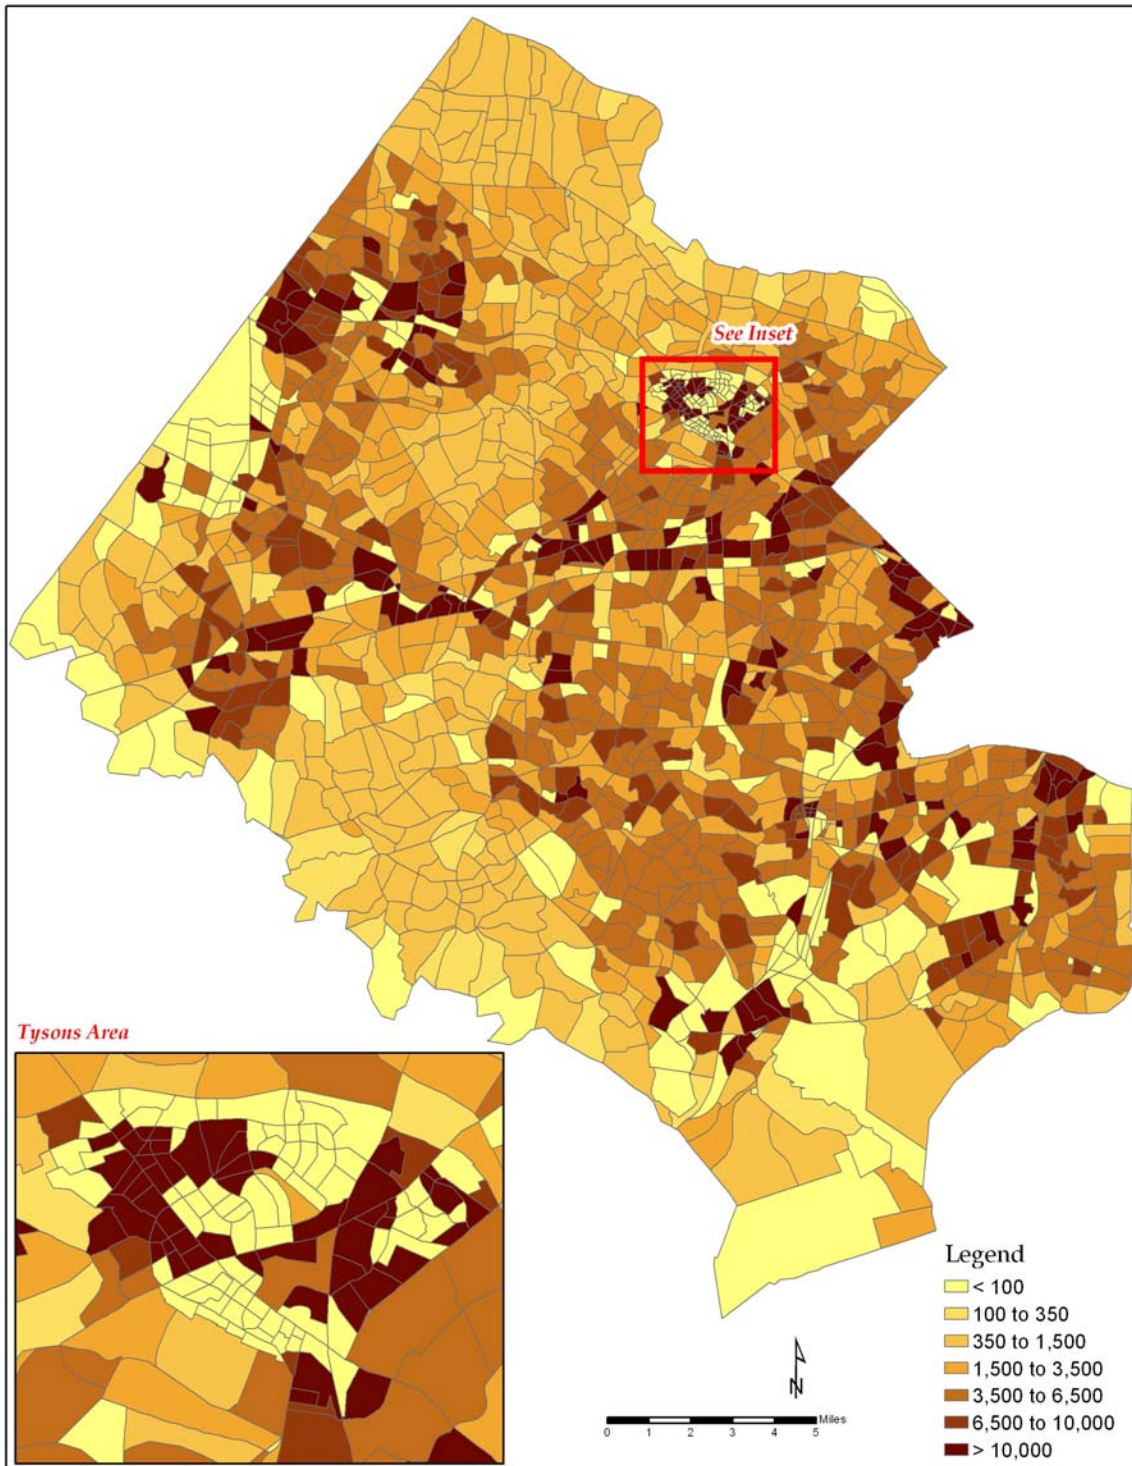 See Inset
Tysons Area
Legend
< 100
100 to 350
350 to 1,500
1,500 to 3,500
3,500 to 6,500
6,500 to 10,000
> 10,000
N
Miles
0 1 2 3 4 5